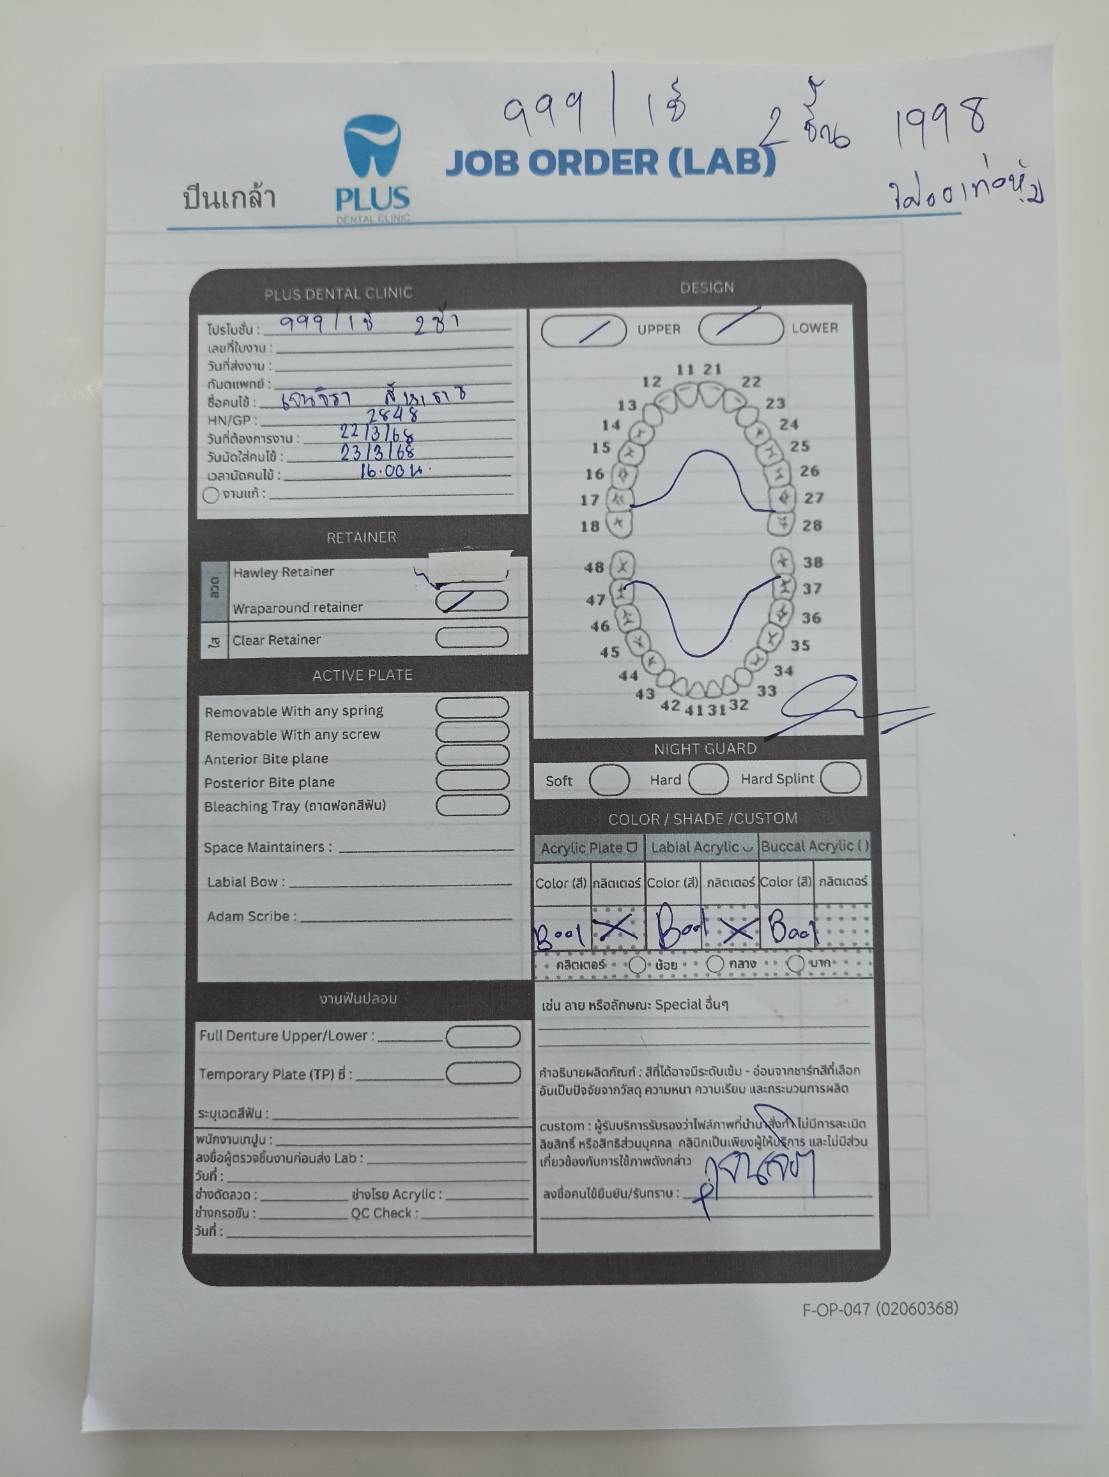 999 / 1ซี่ 2 ชิ้น 1998
JOB ORDER (LAB)
ปิ่นเกล้า
PLUS
DENTAL CLINIC
PLUS DENTAL CLINIC
โปรโมชั่น : 999 / 1ซี่
เลขที่ใบงาน :
วันที่ส่งงาน :
ทันตแพทย์ :
ชื่อคนไข้ : เจนจิรา
HN/GP : 2848
วันที่ต้องการงาน : 22/3/68
วันนัดใส่คนไข้ : 23/3/68
เวลานัดคนไข้ : 16.00 น.
งานแก้ :
DESIGN
UPPER LOWER
11 21
12 22
13 23
14 24
15 25
16 26
17 27
18 28
48 38
47 37
46 36
45 35
44 34
43 33
42 41 31 32
RETAINER
ลวด
Hawley Retainer
Wraparound retainer
ใส Clear Retainer
ACTIVE PLATE
Removable With any spring
Removable With any screw
Anterior Bite plane
Posterior Bite plane
Bleaching Tray (ถาดฟอกสีฟัน)
Space Maintainers :
Labial Bow :
Adam Scribe :
NIGHT GUARD
Soft Hard Hard Splint
COLOR / SHADE /CUSTOM
Acrylic Plate Labial Acrylic Buccal Acrylic ( )
Color (สี) กลิตเตอร์ Color (สี) กลิตเตอร์ Color (สี) กลิตเตอร์
B001 X B001 X B001
กลิตเตอร์ น้อย กลาง มาก
เช่น ลาย หรือลักษณะ Special อื่นๆ
คำอธิบายผลิตภัณฑ์ : สีที่ได้อาจมีระดับเข้ม - อ่อนจากชาร์ทสีที่เลือก
อันเป็นปัจจัยจากวัสดุ ความหนา ความเรียบ และกระบวนการผลิต
custom : ผู้รับบริการรับรองว่าไฟล์ภาพที่นำมาสั่งทำ ไม่มีการละเมิด
ลิขสิทธิ์ หรือสิทธิส่วนบุคคล คลินิกเป็นเพียงผู้ให้บริการ และไม่มีส่วน
เกี่ยวข้องกับการใช้ภาพดังกล่าว
ลงชื่อคนไข้ยืนยัน/รับทราบ :
งานฟันปลอม
Full Denture Upper/Lower :
Temporary Plate (TP) ซี่ :
ระบุเฉดสีฟัน :
พนักงานเทปูน :
ลงชื่อผู้ตรวจชิ้นงานก่อนส่ง Lab :
วันที่ :
ช่างดัดลวด : ช่างโรย Acrylic :
ช่างกรอขัด : QC Check :
วันที่ :
F-OP-047 (02060368)